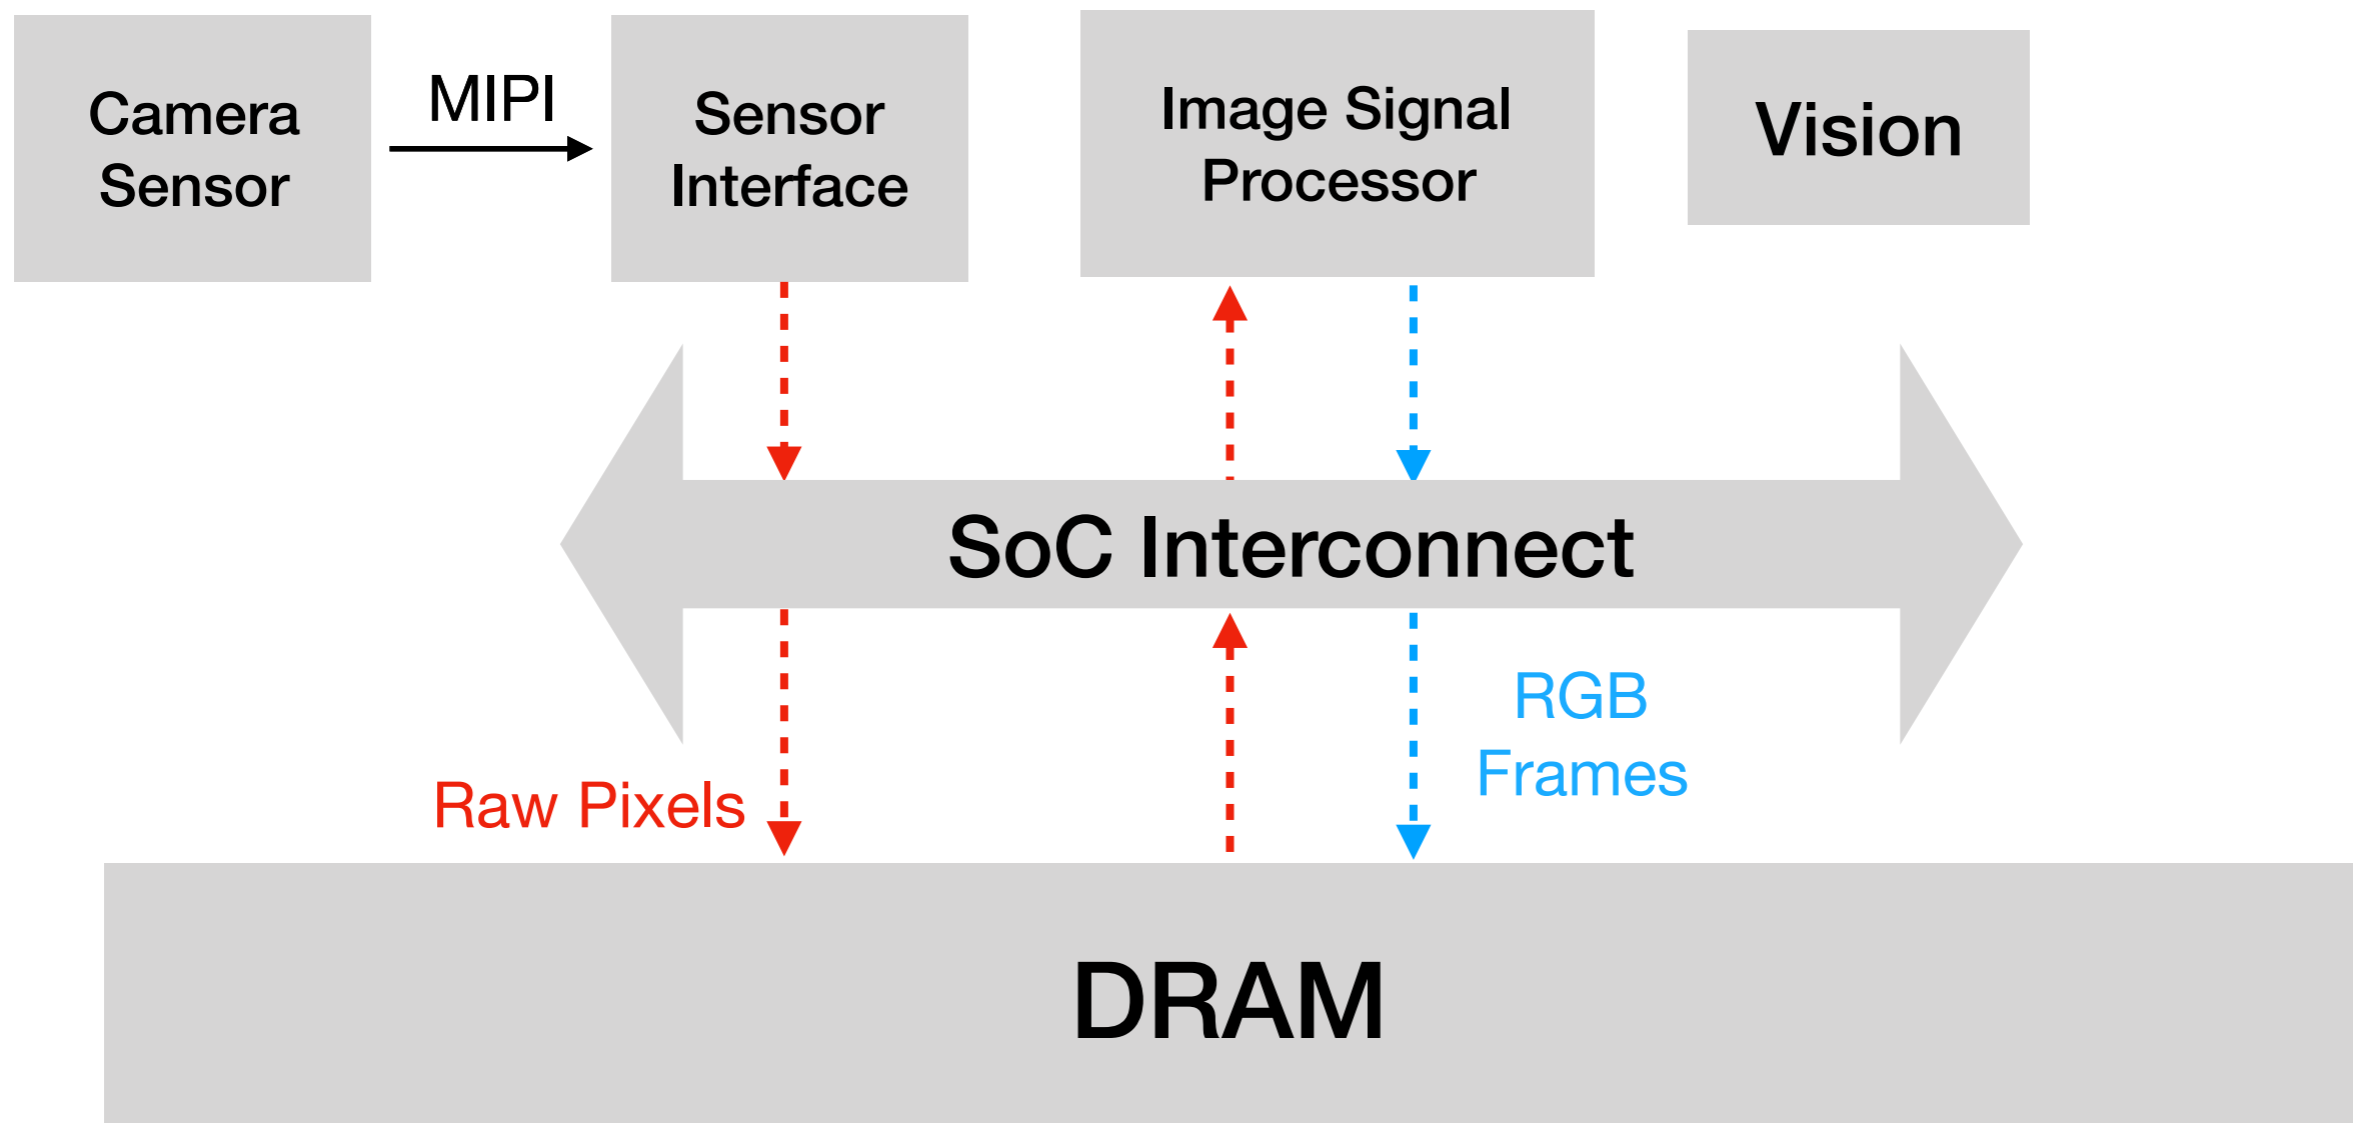 Camera
Sensor
MIPI
Sensor
Interface
Image Signal
Processor
Vision
SoC Interconnect
RGB
Frames
Raw Pixels
DRAM